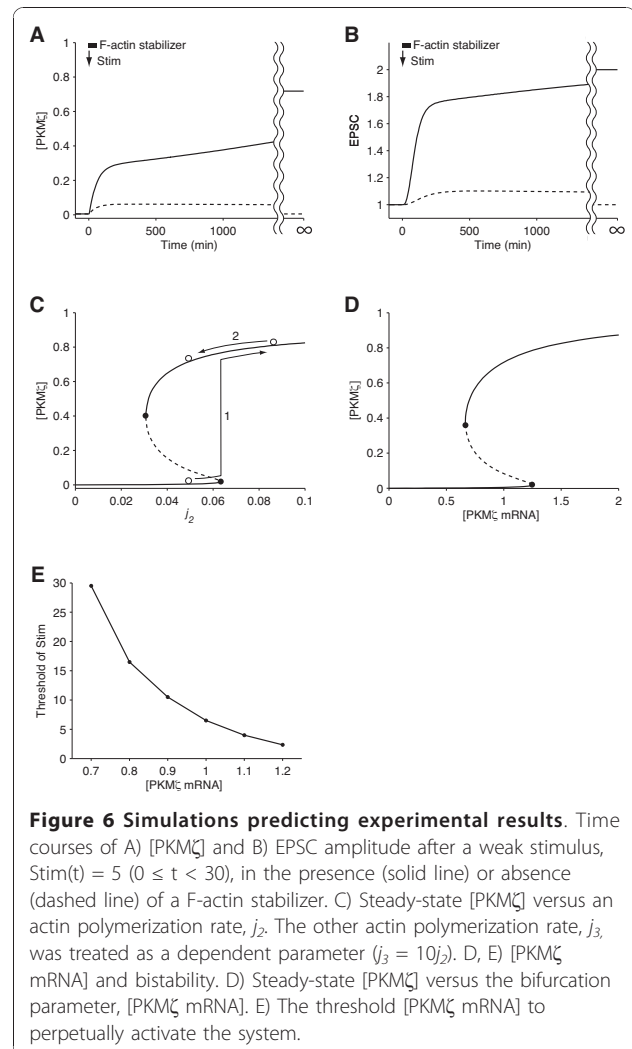 A
B
F-actin stabilizer
Stim
F-actin stabilizer
Stim
[PKMζ]
1
0.8
0.6
0.4
0.2
0
0
500
1000
∞
Time (min)
EPSC
2
1.8
1.6
1.4
1.2
1
0
500
1000
∞
Time (min)
C
D
[PKMζ]
1
0.8
0.6
0.4
0.2
0
2
1
0
0.02
0.04
0.06
0.08
0.1
j2
1
0.8
0.6
0.4
0.2
0
0
0.5
1
1.5
2
[PKMζ mRNA]
E
Threshold of Stim
30
25
20
15
10
5
0
0.7
0.8
0.9
1
1.1
1.2
[PKMζ mRNA]
Figure 6 Simulations predicting experimental results. Time
courses of A) [PKMζ] and B) EPSC amplitude after a weak stimulus,
Stim(t) = 5 (0 ≤ t < 30), in the presence (solid line) or absence
(dashed line) of a F-actin stabilizer. C) Steady-state [PKMζ] versus an
actin polymerization rate, j2. The other actin polymerization rate, j3,
was treated as a dependent parameter (j3 = 10j2). D, E) [PKMζ
mRNA] and bistability. D) Steady-state [PKMζ] versus the bifurcation
parameter, [PKMζ mRNA]. E) The threshold [PKMζ mRNA] to
perpetually activate the system.